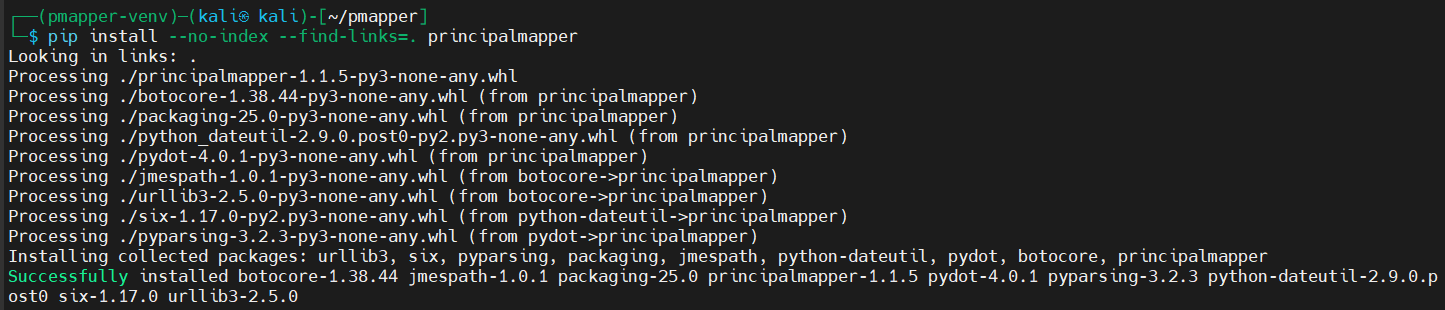 ┌──(pmapper-venv)─(kali㉿ kali)-[~/pmapper]
└─$ pip install --no-index --find-links=. principalmapper
Looking in links: .
Processing ./principalmapper-1.1.5-py3-none-any.whl
Processing ./botocore-1.38.44-py3-none-any.whl (from principalmapper)
Processing ./packaging-25.0-py3-none-any.whl (from principalmapper)
Processing ./python_dateutil-2.9.0.post0-py2.py3-none-any.whl (from principalmapper)
Processing ./pydot-4.0.1-py3-none-any.whl (from principalmapper)
Processing ./jmespath-1.0.1-py3-none-any.whl (from botocore->principalmapper)
Processing ./urllib3-2.5.0-py3-none-any.whl (from botocore->principalmapper)
Processing ./six-1.17.0-py2.py3-none-any.whl (from python-dateutil->principalmapper)
Processing ./pyparsing-3.2.3-py3-none-any.whl (from pydot->principalmapper)
Installing collected packages: urllib3, six, pyparsing, packaging, jmespath, python-dateutil, pydot, botocore, principalmapper
Successfully installed botocore-1.38.44 jmespath-1.0.1 packaging-25.0 principalmapper-1.1.5 pydot-4.0.1 pyparsing-3.2.3 python-dateutil-2.9.0.p
ost0 six-1.17.0 urllib3-2.5.0